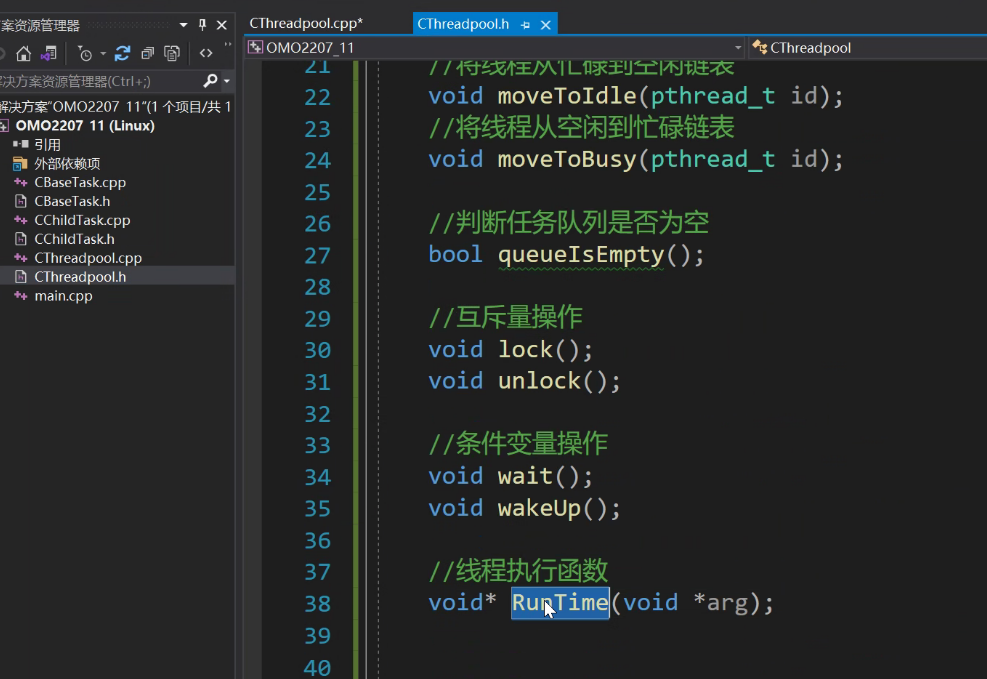 案资源管理器
CThreadpool.cpp*
CThreadpool.h
OMO2207_11
CThreadpool
决方案资源管理器(Ctrl+;)
解决方案"OMO2207_11"(1 个项目/共 1
OMO2207_11 (Linux)
引用
外部依赖项
CBaseTask.cpp
CBaseTask.h
CChildTask.cpp
CChildTask.h
CThreadpool.cpp
CThreadpool.h
main.cpp
21 //将线程从忙碌到空闲链表
22 void moveToIdle(pthread_t id);
23 //将线程从空闲到忙碌链表
24 void moveToBusy(pthread_t id);
25
26 //判断任务队列是否为空
27 bool queueIsEmpty();
28
29 //互斥量操作
30 void lock();
31 void unlock();
32
33 //条件变量操作
34 void wait();
35 void wakeUp();
36
37 //线程执行函数
38 void* RunTime(void *arg);
39
40